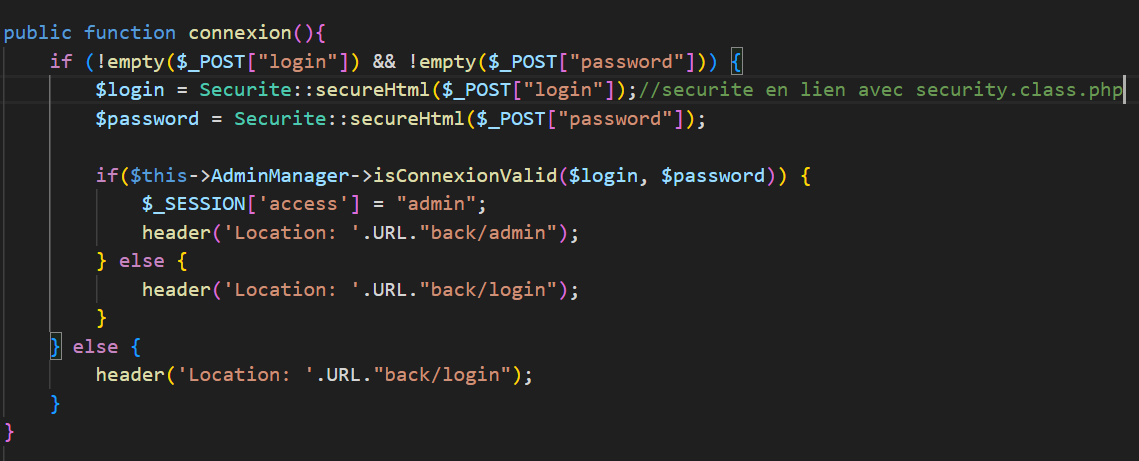 public function connexion(){
if (!empty($_POST["login"]) && !empty($_POST["password"])) {
$login = Securite::secureHtml($_POST["login"]);//securite en lien avec security.class.php
$password = Securite::secureHtml($_POST["password"]);
if($this->AdminManager->isConnexionValid($login, $password)) {
$_SESSION['access'] = "admin";
header('Location: '.URL."back/admin");
} else {
header('Location: '.URL."back/login");
}
} else {
header('Location: '.URL."back/login");
}
}